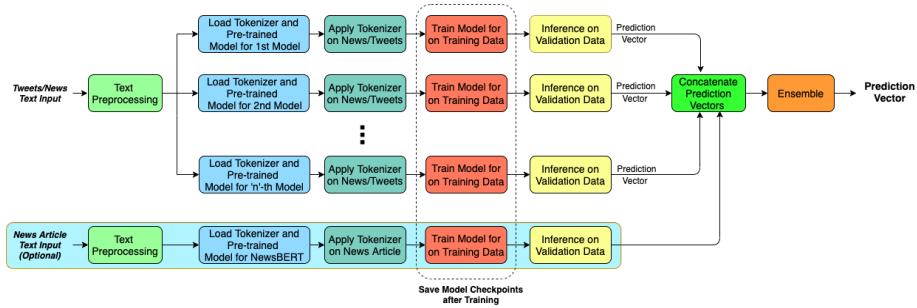 Tweets/News
Text Input
Text
Preprocessing
Load Tokenizer and
Pre-trained
Model for 1st Model
Apply Tokenizer
on News/Tweets
Train Model for
on Training Data
Inference on
Validation Data
Prediction
Vector
Load Tokenizer and
Pre-trained
Model for 2nd Model
Apply Tokenizer
on News/Tweets
Train Model for
on Training Data
Inference on
Validation Data
Prediction
Vector
Load Tokenizer and
Pre-trained
Model for 'n'-th Model
Apply Tokenizer
on News/Tweets
Train Model for
on Training Data
Inference on
Validation Data
Prediction
Vector
Concatenate
Prediction
Vectors
Ensemble
Prediction
Vector
News Article
Text Input
(Optional)
Text
Preprocessing
Load Tokenizer and
Pre-trained
Model for NewsBERT
Apply Tokenizer
on News Article
Train Model for
on Training Data
Inference on
Validation Data
Save Model Checkpoints
after Training